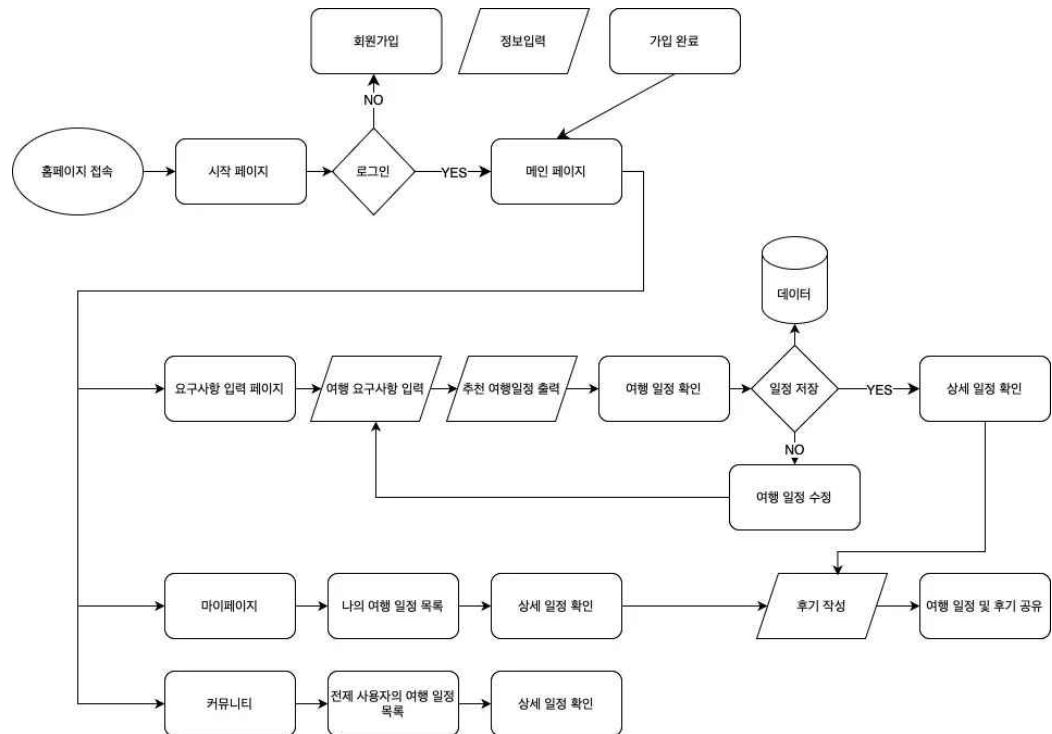 회원가입
정보입력
가입 완료
NO
홈페이지 접속
시작 페이지
로그인
YES
메인 페이지
데이터
요구사항 입력 페이지
여행 요구사항 입력
추천 여행일정 출력
여행 일정 확인
일정 저장
YES
상세 일정 확인
NO
여행 일정 수정
마이페이지
나의 여행 일정 목록
상세 일정 확인
후기 작성
여행 일정 및 후기 공유
커뮤니티
전제 사용자의 여행 일정
목록
상세 일정 확인